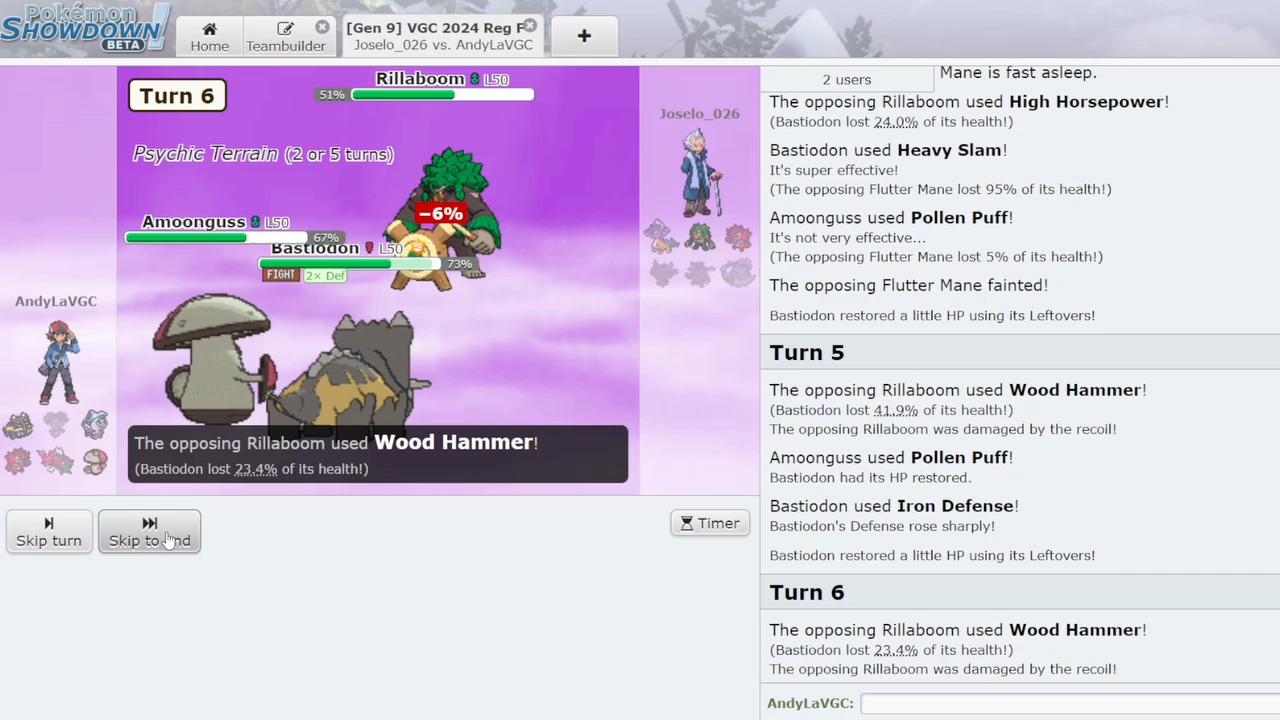 Pokémon
SHOWDOWN!
BETA
Home
Teambuilder
[Gen 9] VGC 2024 Reg F
Joselo_026 vs. AndyLaVGC
+
Turn 6
Rillaboom L50
51%
Psychic Terrain (2 or 5 turns)
−6%
Amoonguss L50
67%
Bastiodon L50
73%
FIGHT 2× Def
Joselo_026
AndyLaVGC
The opposing Rillaboom used Wood Hammer!
(Bastiodon lost 23.4% of its health!)
Skip turn
Skip to end
Timer
2 users
Mane is fast asleep.
The opposing Rillaboom used High Horsepower!
(Bastiodon lost 24.0% of its health!)
Bastiodon used Heavy Slam!
It's super effective!
(The opposing Flutter Mane lost 95% of its health!)
Amoonguss used Pollen Puff!
It's not very effective...
(The opposing Flutter Mane lost 5% of its health!)
The opposing Flutter Mane fainted!
Bastiodon restored a little HP using its Leftovers!
Turn 5
The opposing Rillaboom used Wood Hammer!
(Bastiodon lost 41.9% of its health!)
The opposing Rillaboom was damaged by the recoil!
Amoonguss used Pollen Puff!
Bastiodon had its HP restored.
Bastiodon used Iron Defense!
Bastiodon's Defense rose sharply!
Bastiodon restored a little HP using its Leftovers!
Turn 6
The opposing Rillaboom used Wood Hammer!
(Bastiodon lost 23.4% of its health!)
The opposing Rillaboom was damaged by the recoil!
AndyLaVGC: